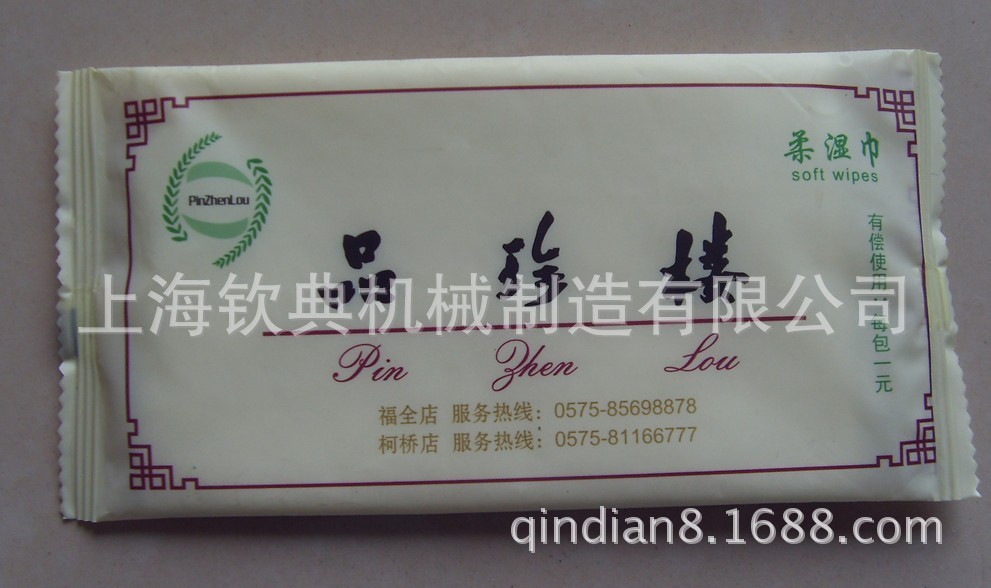 柔湿巾
soft wipes
PinZhenLou
有偿使用：每包一元
品 珍 楼
上海钦典机械制造有限公司
Pin Zhen Lou
福全店 服务热线：0575-85698878
柯桥店 服务热线：0575-81166777
qindian8.1688.com